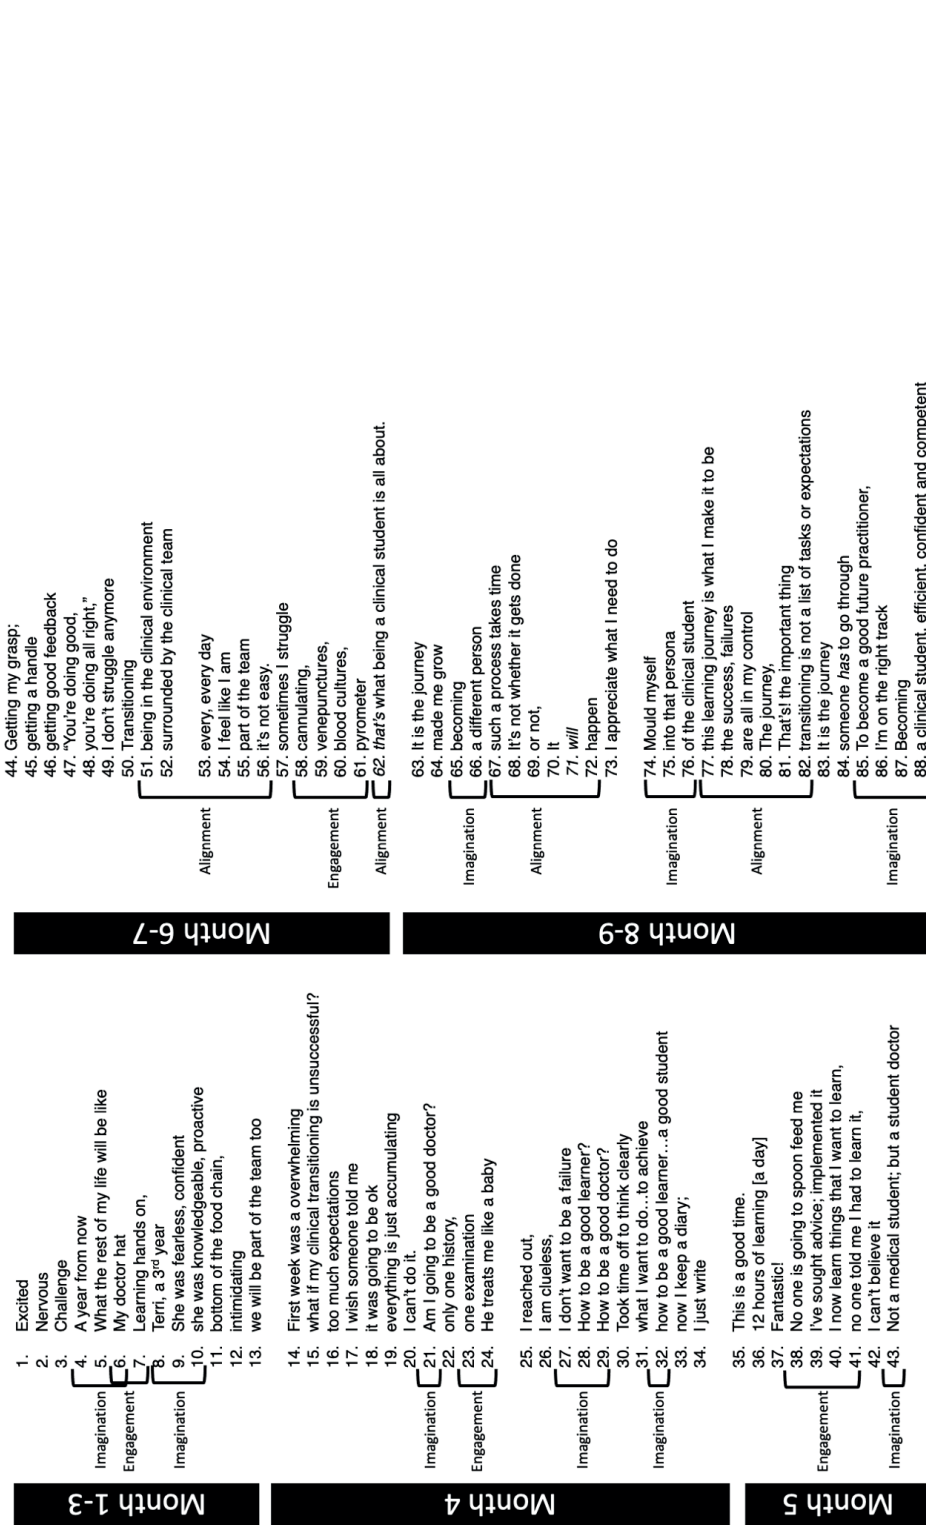 Month 1-3
Imagination
Engagement
Imagination
1. Excited
2. Nervous
3. Challenge
4. A year from now
5. What the rest of my life will be like
6. My doctor hat
7. Learning hands on,
8. Terri, a 3rd year
9. She was fearless, confident
10. she was knowledgeable, proactive
11. bottom of the food chain,
12. intimidating
13. we will be part of the team too
Month 4
Imagination
Engagement
Imagination
Imagination
14. First week was a overwhelming
15. what if my clinical transitioning is unsuccessful?
16. too much expectations
17. I wish someone told me
18. it was going to be ok
19. everything is just accumulating
20. I can't do it.
21. Am I going to be a good doctor?
22. only one history,
23. one examination
24. He treats me like a baby
25. I reached out,
26. I am clueless,
27. I don't want to be a failure
28. How to be a good learner?
29. How to be a good doctor?
30. Took time off to think clearly
31. what I want to do…to achieve
32. how to be a good learner…a good student
33. now I keep a diary;
34. I just write
Month 5
Engagement
Imagination
35. This is a good time.
36. 12 hours of learning [a day]
37. Fantastic!
38. No one is going to spoon feed me
39. I've sought advice; implemented it
40. I now learn things that I want to learn,
41. no one told me I had to learn it,
42. I can't believe it
43. Not a medical student; but a student doctor
Month 6-7
Alignment
Engagement
Alignment
44. Getting my grasp;
45. getting a handle
46. getting good feedback
47. “You're doing good,
48. you're doing all right,”
49. I don't struggle anymore
50. Transitioning
51. being in the clinical environment
52. surrounded by the clinical team
53. every, every day
54. I feel like I am
55. part of the team
56. it's not easy.
57. sometimes I struggle
58. cannulating,
59. venepunctures,
60. blood cultures,
61. pyrometer
62. that's what being a clinical student is all about.
Month 8-9
Imagination
Alignment
Imagination
Alignment
Imagination
63. It is the journey
64. made me grow
65. becoming
66. a different person
67. such a process takes time
68. It's not whether it gets done
69. or not,
70. It
71. will
72. happen
73. I appreciate what I need to do
74. Mould myself
75. into that persona
76. of the clinical student
77. this learning journey is what I make it to be
78. the success, failures
79. are all in my control
80. The journey,
81. That's! the important thing
82. transitioning is not a list of tasks or expectations
83. It is the journey
84. someone has to go through
85. To become a good future practitioner,
86. I'm on the right track
87. Becoming
88. a clinical student, efficient, confident and competent